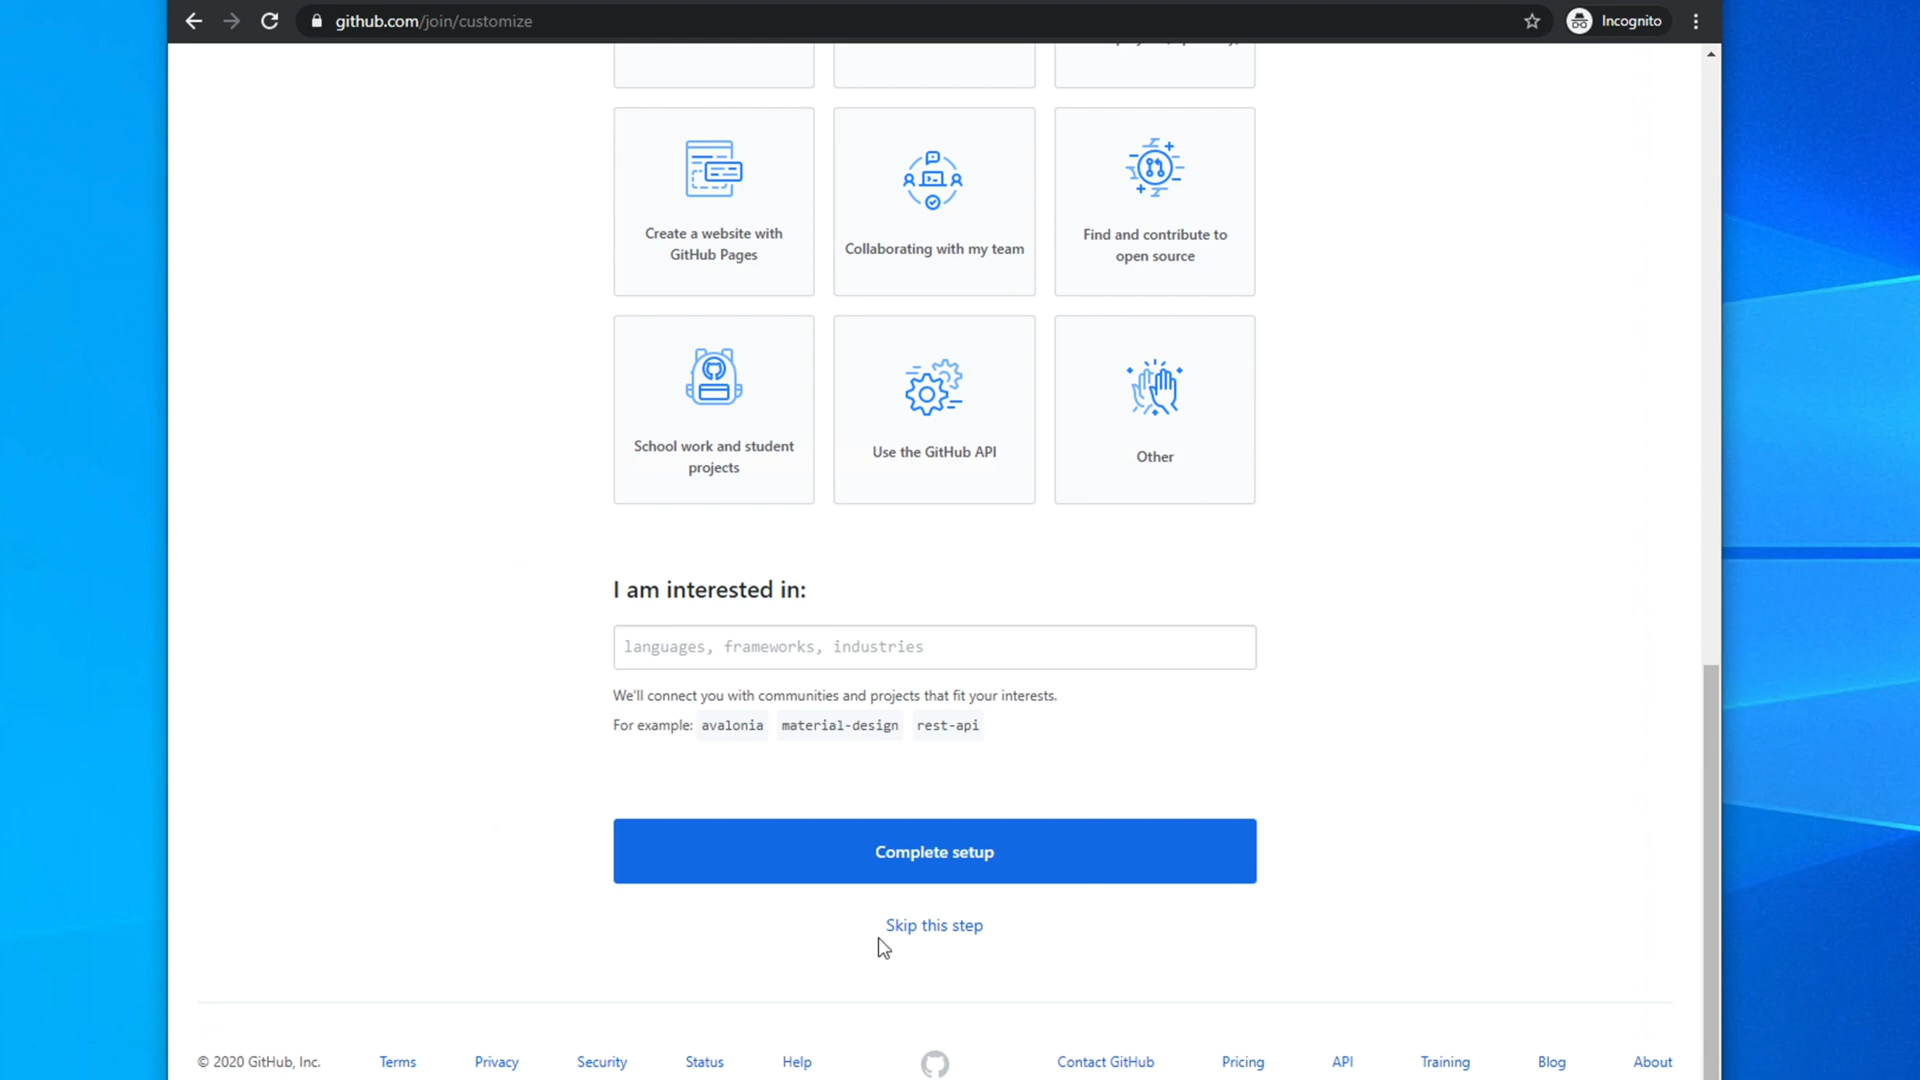 github.com/join/customize
Incognito
Create a website with
GitHub Pages
Collaborating with my team
Find and contribute to
open source
School work and student
projects
Use the GitHub API
Other
I am interested in:
languages, frameworks, industries
We'll connect you with communities and projects that fit your interests.
For example: avalonia material-design rest-api
Complete setup
Skip this step
© 2020 GitHub, Inc. Terms Privacy Security Status Help Contact GitHub Pricing API Training Blog About